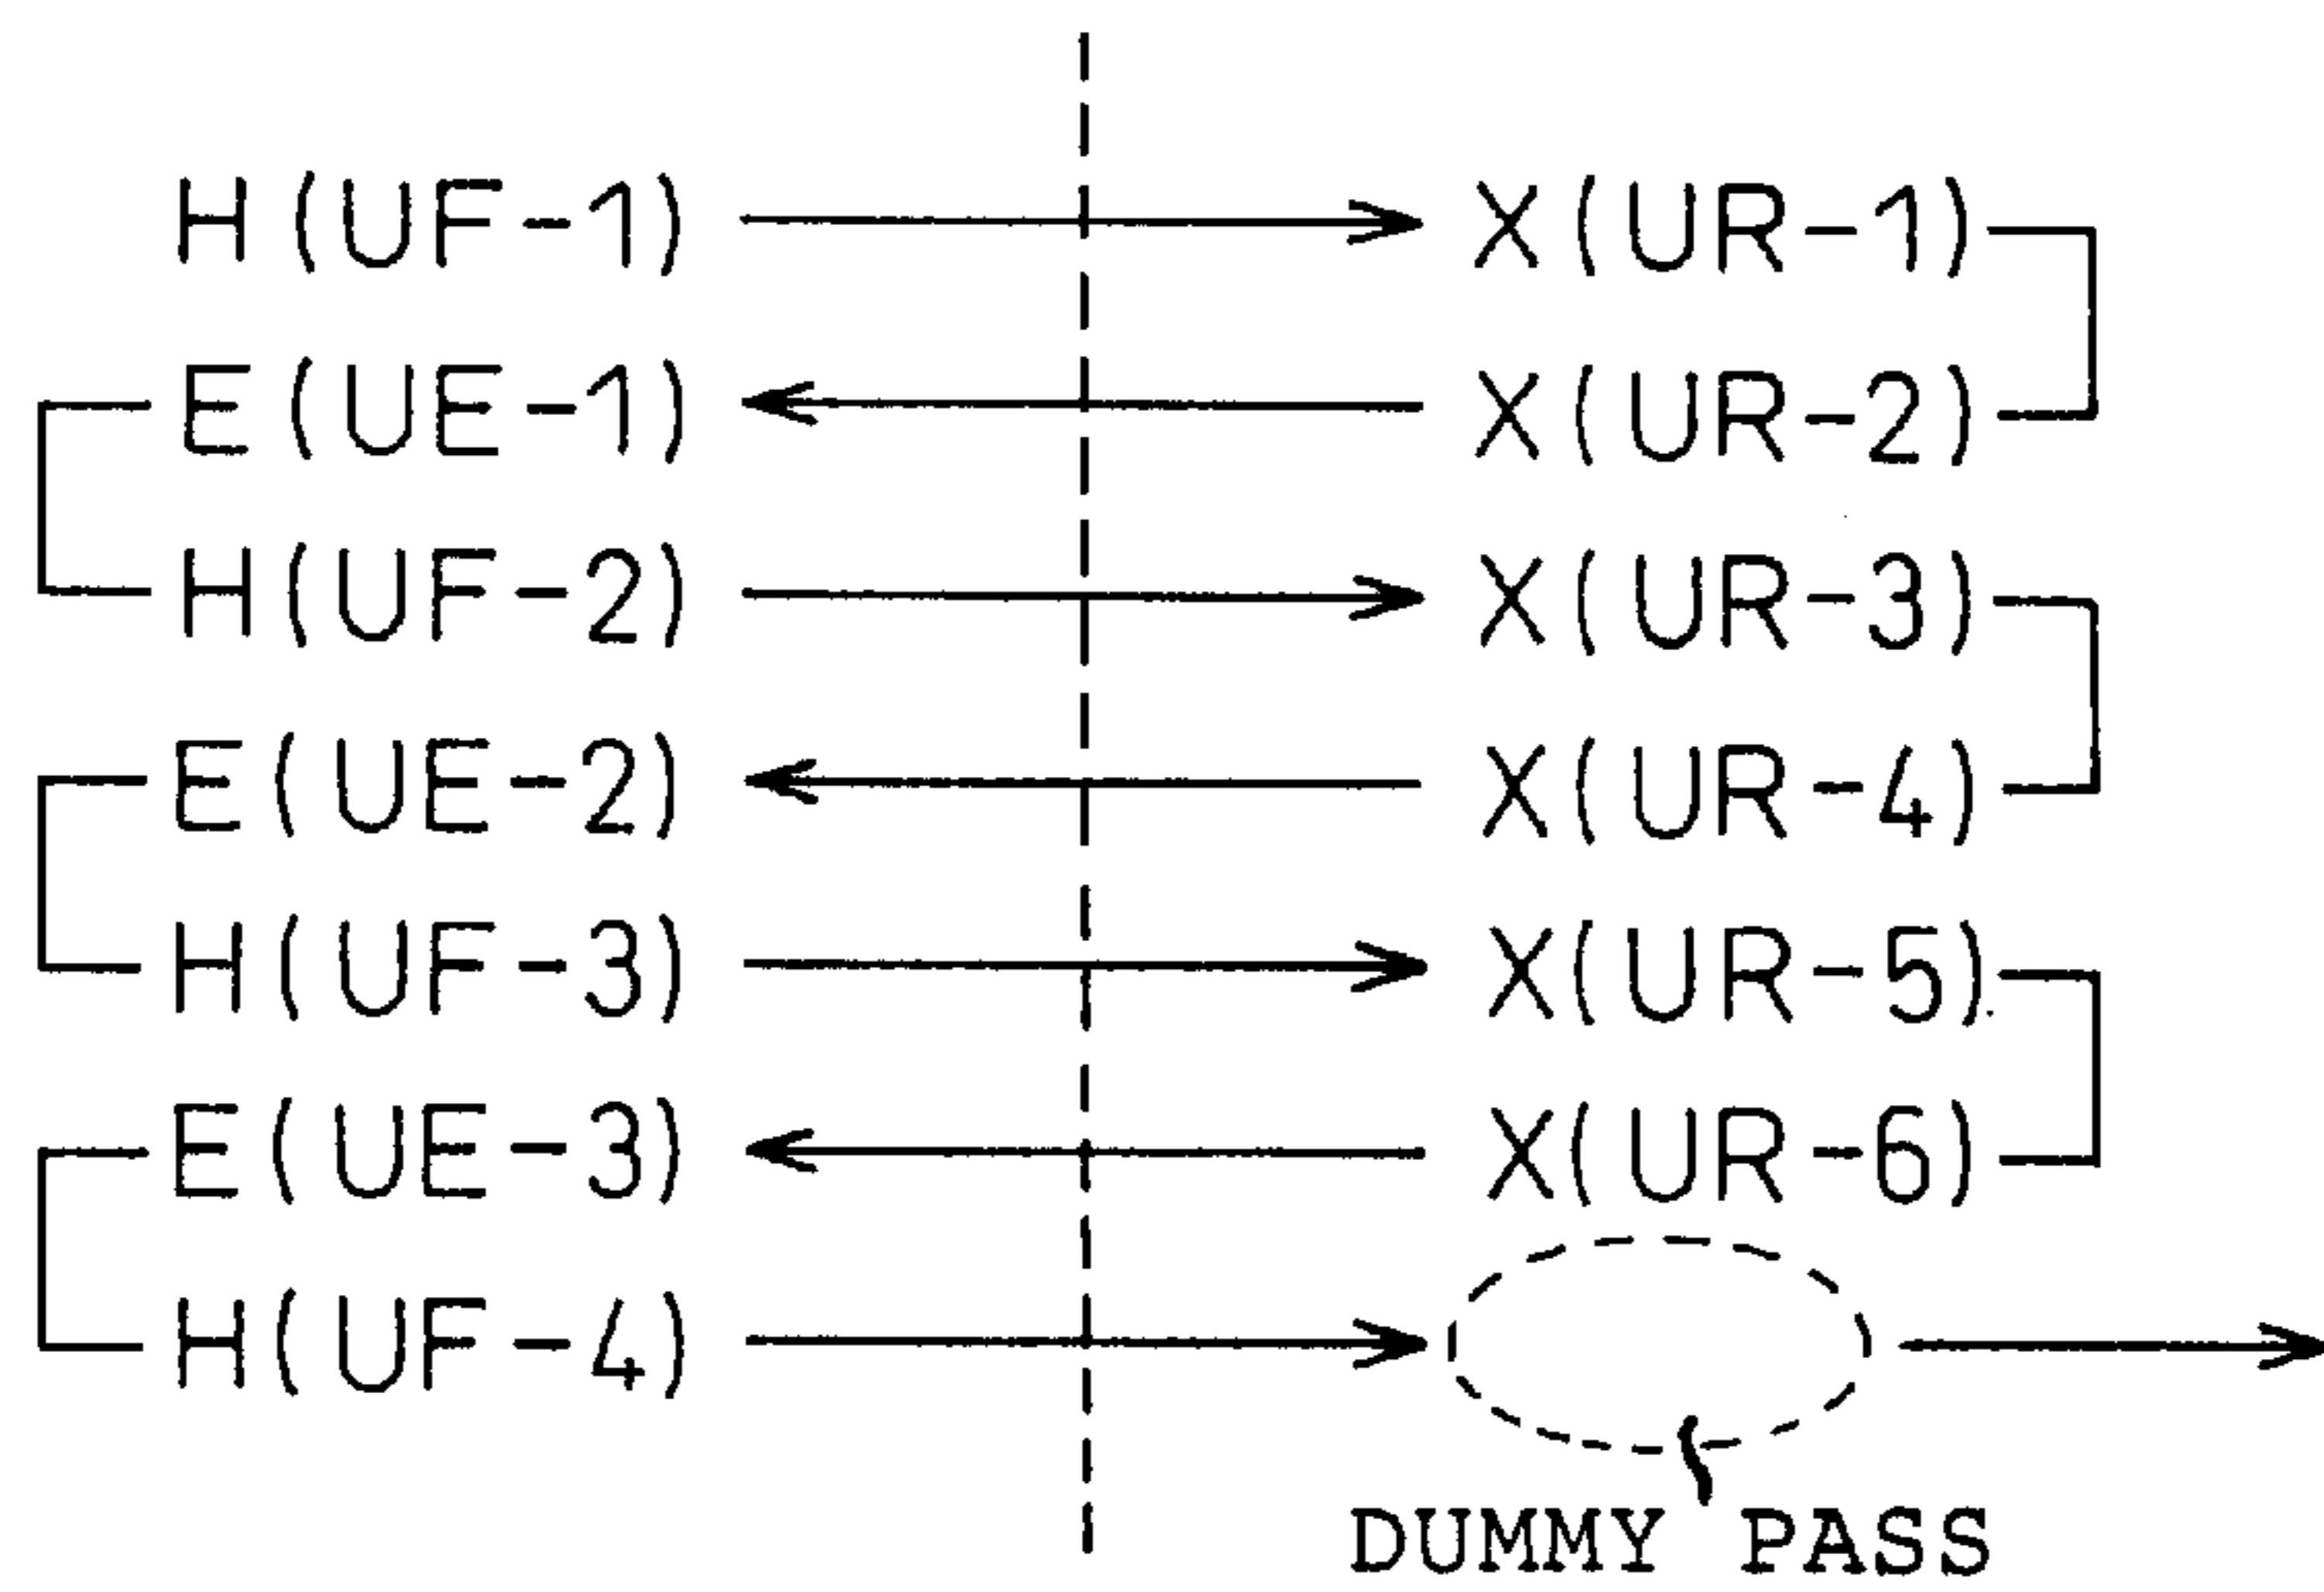 H(UF-1) X(UR-1)
E(UE-1) X(UR-2)
H(UF-2) X(UR-3)
E(UE-2) X(UR-4)
H(UF-3) X(UR-5)
E(UE-3) X(UR-6)
H(UF-4)
DUMMY PASS